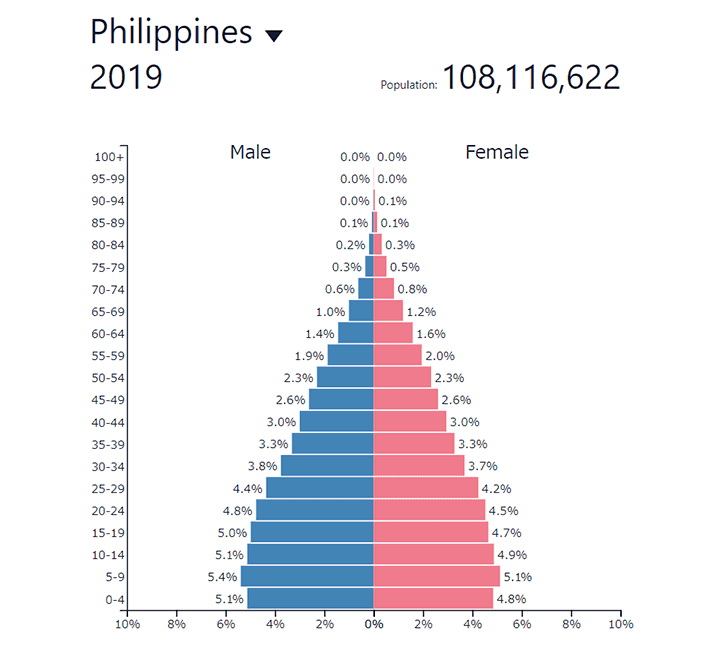 Philippines
2019 Population: 108,116,622
Male Female
100+ 0.0% 0.0%
95-99 0.0% 0.0%
90-94 0.0% 0.1%
85-89 0.1% 0.1%
80-84 0.2% 0.3%
75-79 0.3% 0.5%
70-74 0.6% 0.8%
65-69 1.0% 1.2%
60-64 1.4% 1.6%
55-59 1.9% 2.0%
50-54 2.3% 2.3%
45-49 2.6% 2.6%
40-44 3.0% 3.0%
35-39 3.3% 3.3%
30-34 3.8% 3.7%
25-29 4.4% 4.2%
20-24 4.8% 4.5%
15-19 5.0% 4.7%
10-14 5.1% 4.9%
5-9 5.4% 5.1%
0-4 5.1% 4.8%
10% 8% 6% 4% 2% 0% 2% 4% 6% 8% 10%